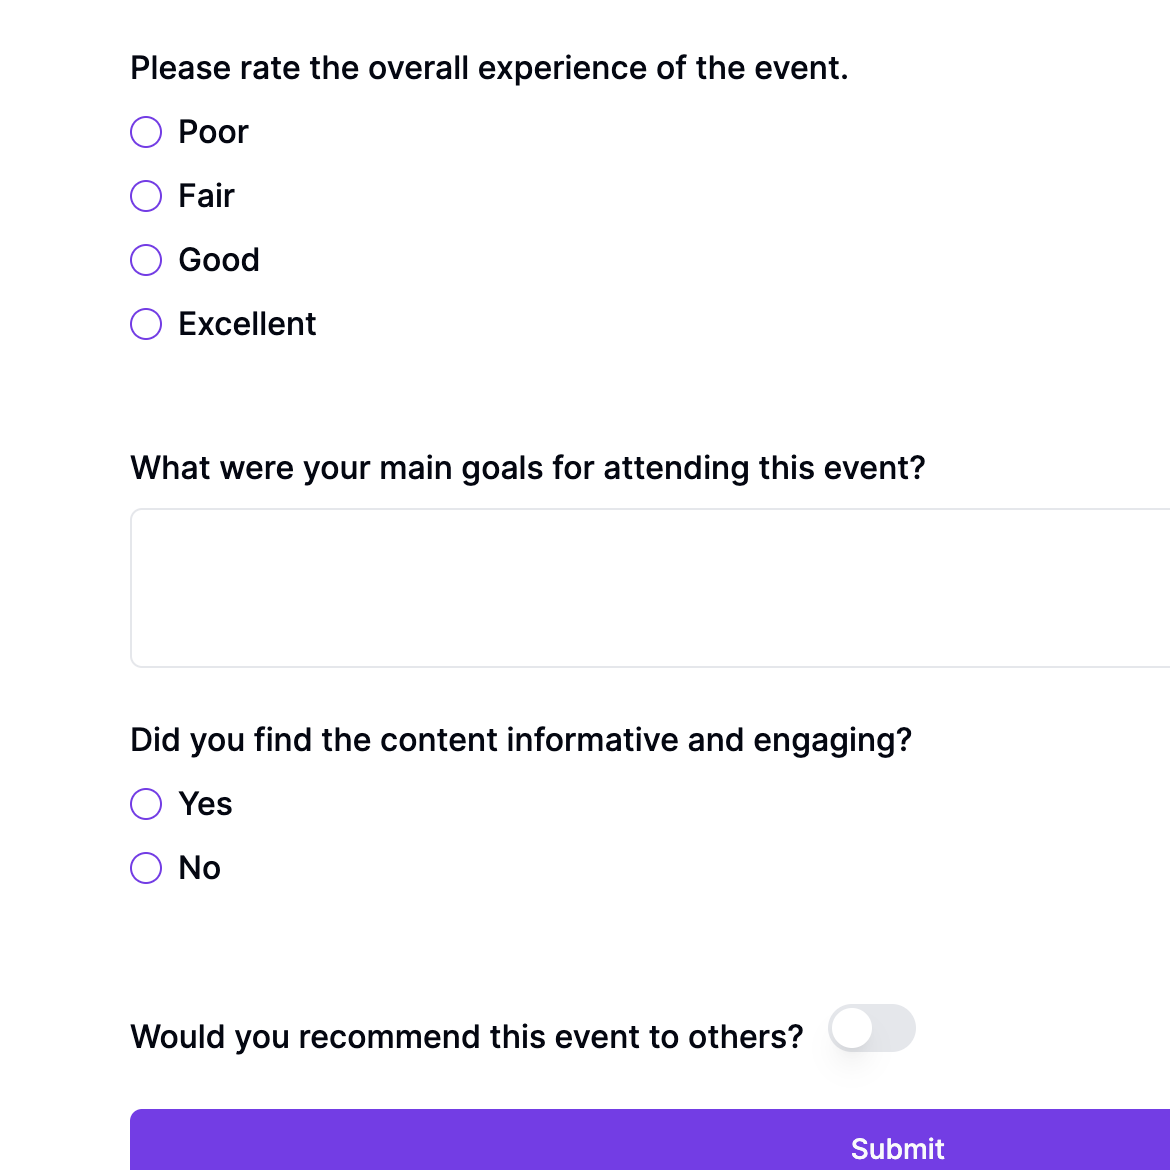 Please rate the overall experience of the event.
Poor
Fair
Good
Excellent
What were your main goals for attending this event?
Did you find the content informative and engaging?
Yes
No
Would you recommend this event to others?
Submit